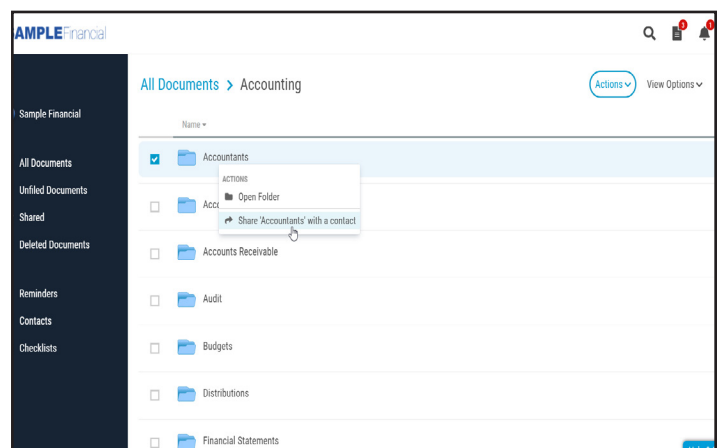 AMPLEFinancial
3
1
All Documents > Accounting
Actions
View Options
Sample Financial
Name
All Documents
Unfiled Documents
Shared
Deleted Documents
Reminders
Contacts
Checklists
Accountants
ACTIONS
Open Folder
Share 'Accountants' with a contact
Acco
Accounts Receivable
Audit
Budgets
Distributions
Financial Statements